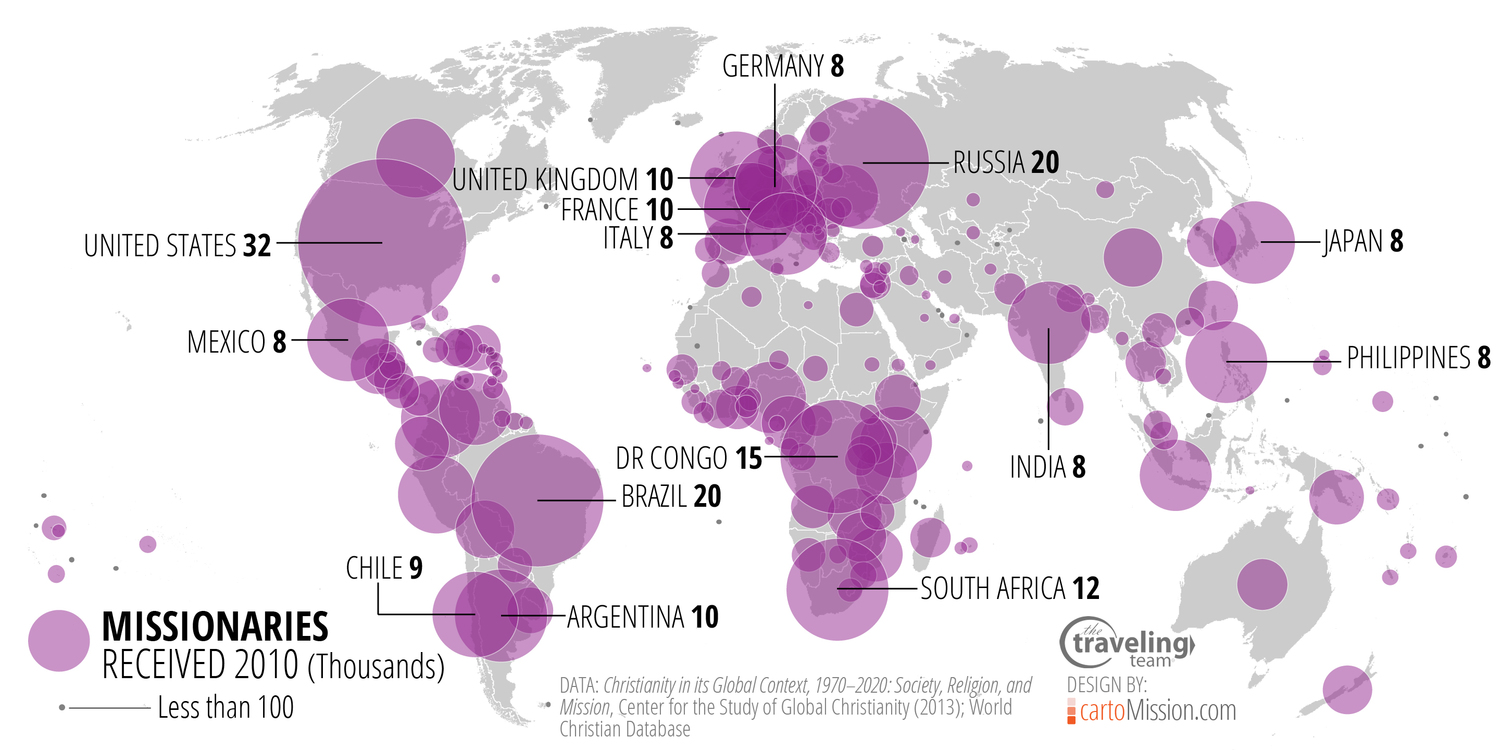 GERMANY 8
UNITED KINGDOM 10
RUSSIA 20
FRANCE 10
ITALY 8
UNITED STATES 32
JAPAN 8
MEXICO 8
PHILIPPINES 8
DR CONGO 15
INDIA 8
BRAZIL 20
CHILE 9
SOUTH AFRICA 12
ARGENTINA 10
MISSIONARIES
RECEIVED 2010 (Thousands)
Less than 100
DATA: Christianity in its Global Context, 1970–2020: Society, Religion, and
Mission, Center for the Study of Global Christianity (2013); World
Christian Database
the
traveling
team
DESIGN BY:
cartoMission.com